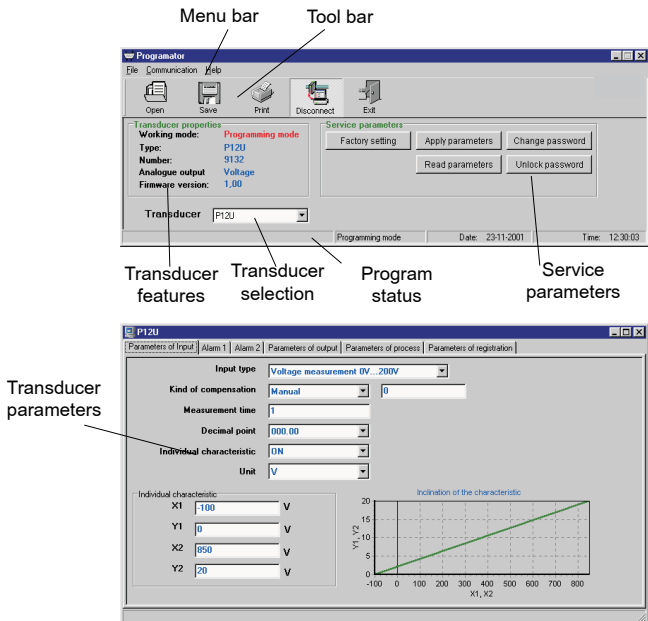 Menu bar
Tool bar
Programator
File Communication Help
Open Save Print Disconnect Exit
Transducer properties
Working mode: Programming mode
Type: P12U
Number: 9132
Analogue output Voltage
Firmware version: 1,00
Service parameters
Factory setting Apply parameters Change password
Read parameters Unlock password
Transducer P12U
Programming mode Date: 23-11-2001 Time: 12:30:03
Transducer features
Transducer selection
Program status
Service parameters
P12U
Parameters of Input Alarm 1 Alarm 2 Parameters of output Parameters of process Parameters of registration
Transducer parameters
Input type Voltage measurement 0V...200V
Kind of compensation Manual 0
Measurement time 1
Decimal point 000.00
Individual characteristic ON
Unit V
Individual characteristic
X1 -100 V
Y1 0 V
X2 850 V
Y2 20 V
Inclination of the characteristic
20
15
10
5
0
Y1, Y2
-100 0 100 200 300 400 500 600 700 800
X1, X2